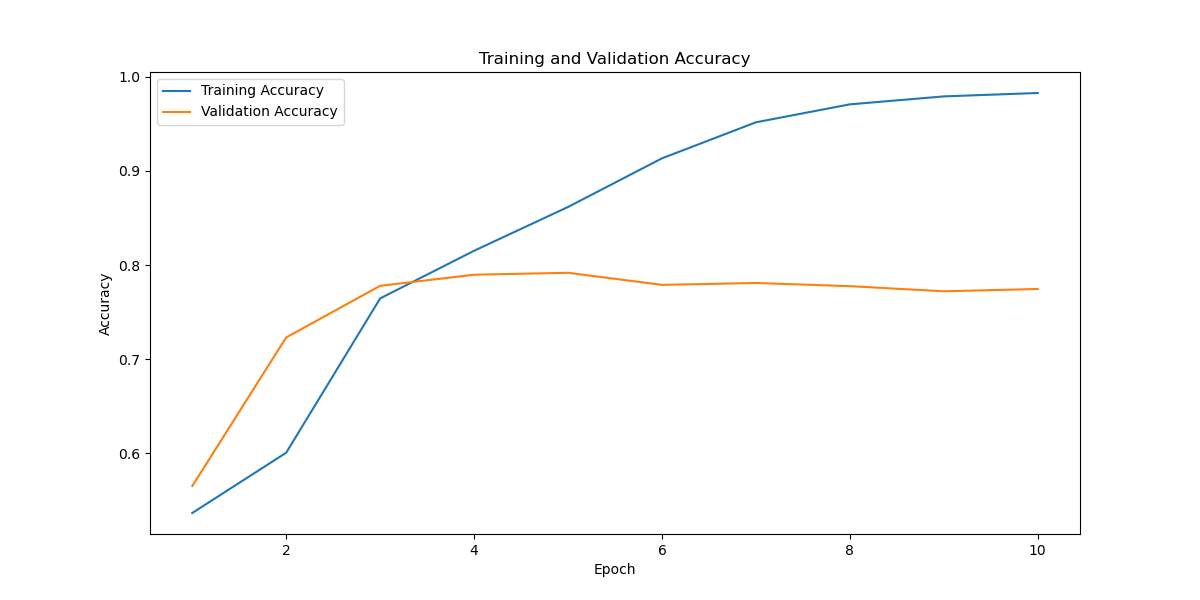 Training and Validation Accuracy
1.0
Training Accuracy
Validation Accuracy
0.9
0.8
Accuracy
0.7
0.6
2
4
6
8
10
Epoch